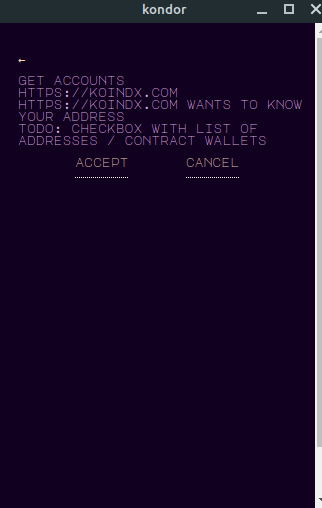 kondor
←
GET ACCOUNTS
HTTPS://KOINDX.COM
HTTPS://KOINDX.COM WANTS TO KNOW
YOUR ADDRESS
TODO: CHECKBOX WITH LIST OF
ADDRESSES / CONTRACT WALLETS
ACCEPT CANCEL